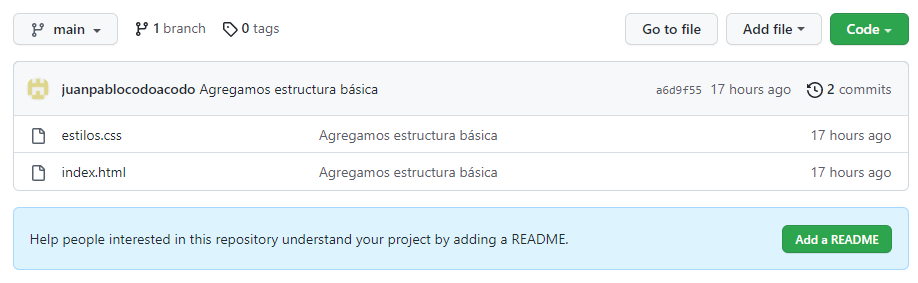 main 1 branch 0 tags Go to file Add file Code
juanpablocodoacodo Agregamos estructura básica a6d9f55 17 hours ago 2 commits
estilos.css Agregamos estructura básica 17 hours ago
index.html Agregamos estructura básica 17 hours ago
Help people interested in this repository understand your project by adding a README. Add a README